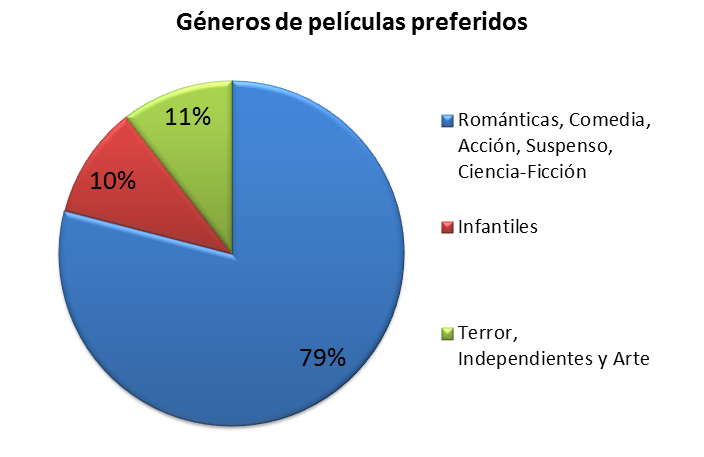 Géneros de películas preferidos
11%
10%
79%
Románticas, Comedia,
Acción, Suspenso,
Ciencia-Ficción
Infantiles
Terror,
Independientes y Arte